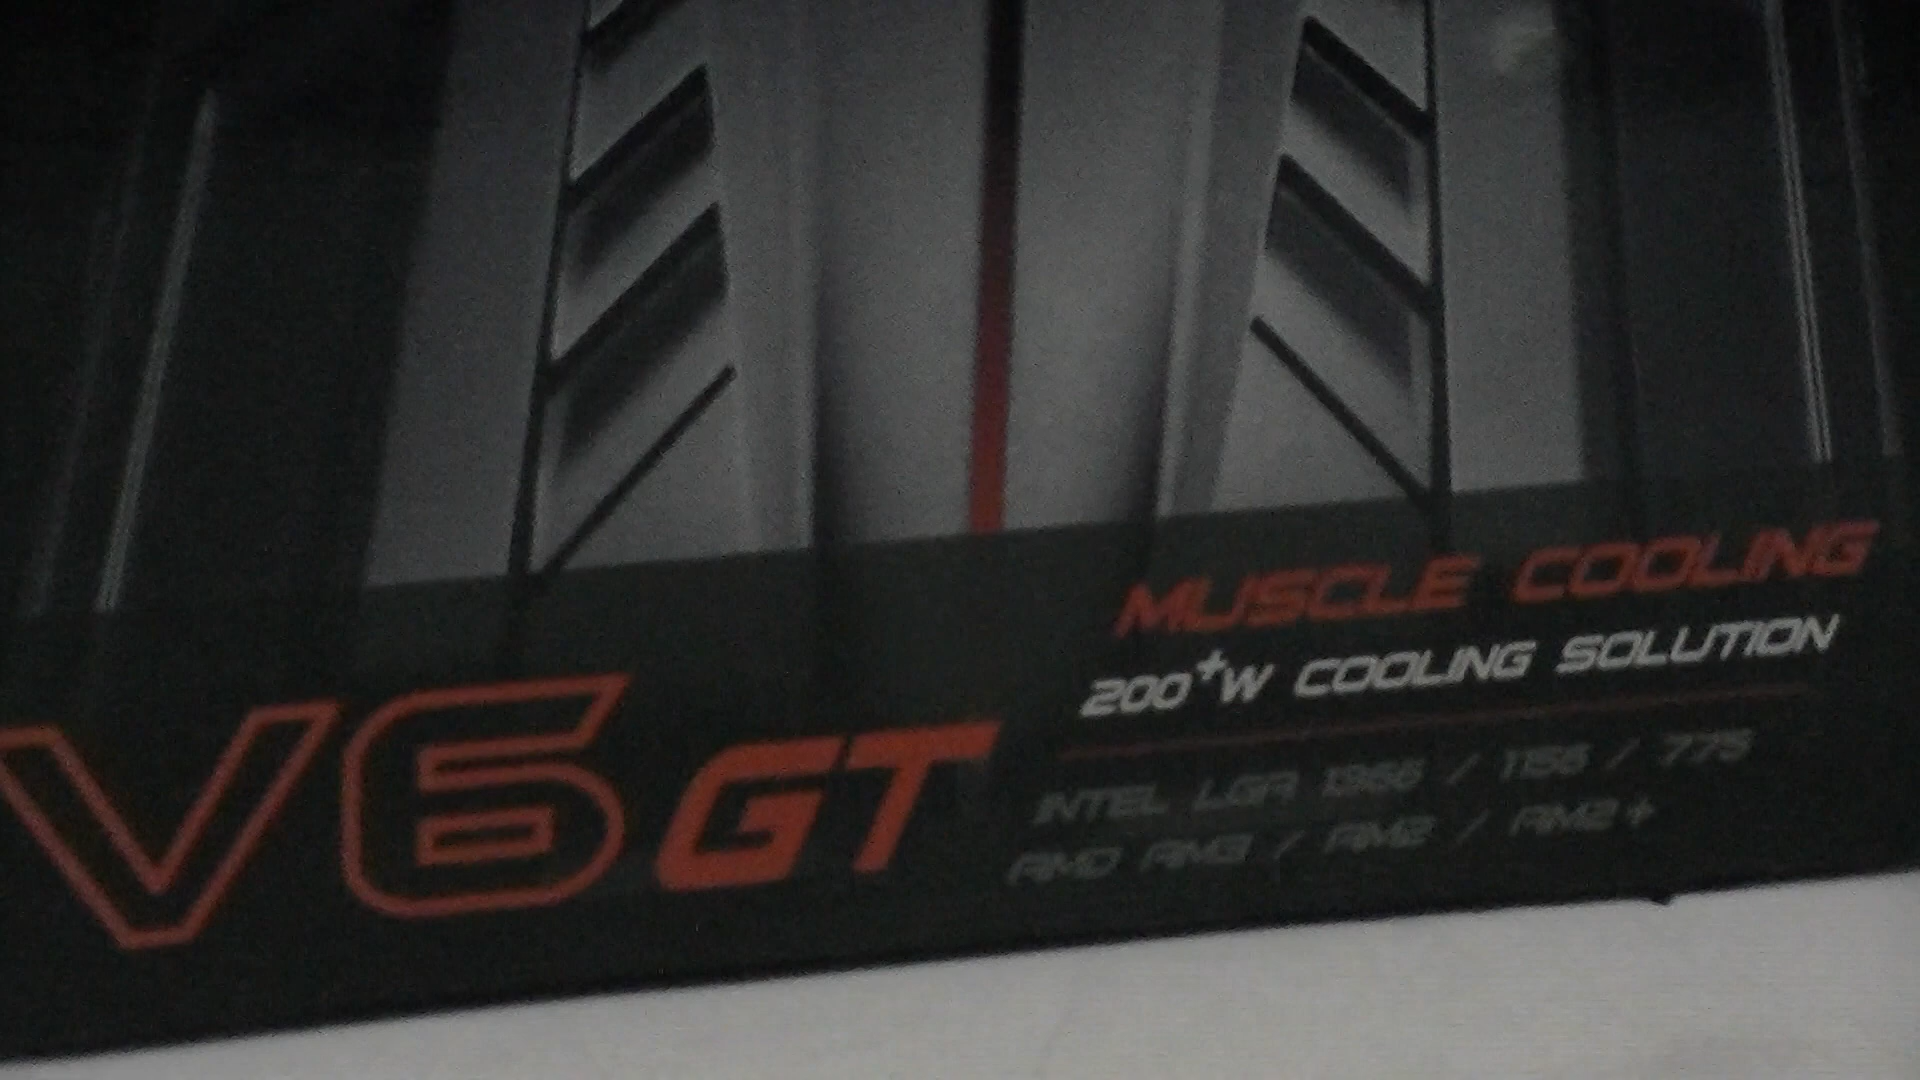 V6 GT
MUSCLE COOLING
200+W COOLING SOLUTION
INTEL LGA 1366 / 1156 / 775
AMD AM3 / AM2 / AM2+